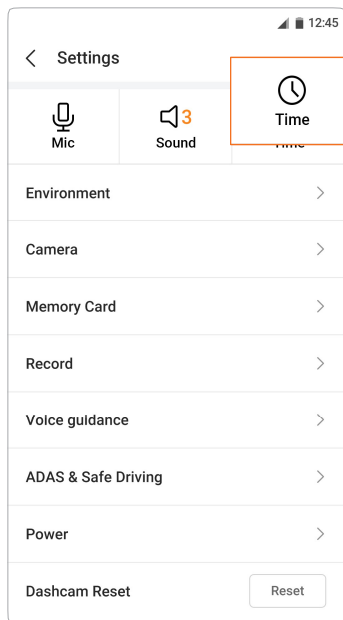 12:45
Settings
Time
Mic
3
Sound
Time
Environment
Camera
Memory Card
Record
Voice guidance
ADAS & Safe Driving
Power
Dashcam Reset
Reset